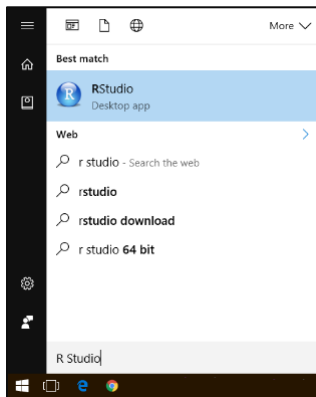 More
Best match
RStudio
Desktop app
Web
r studio - Search the web
rstudio
rstudio download
r studio 64 bit
R Studio